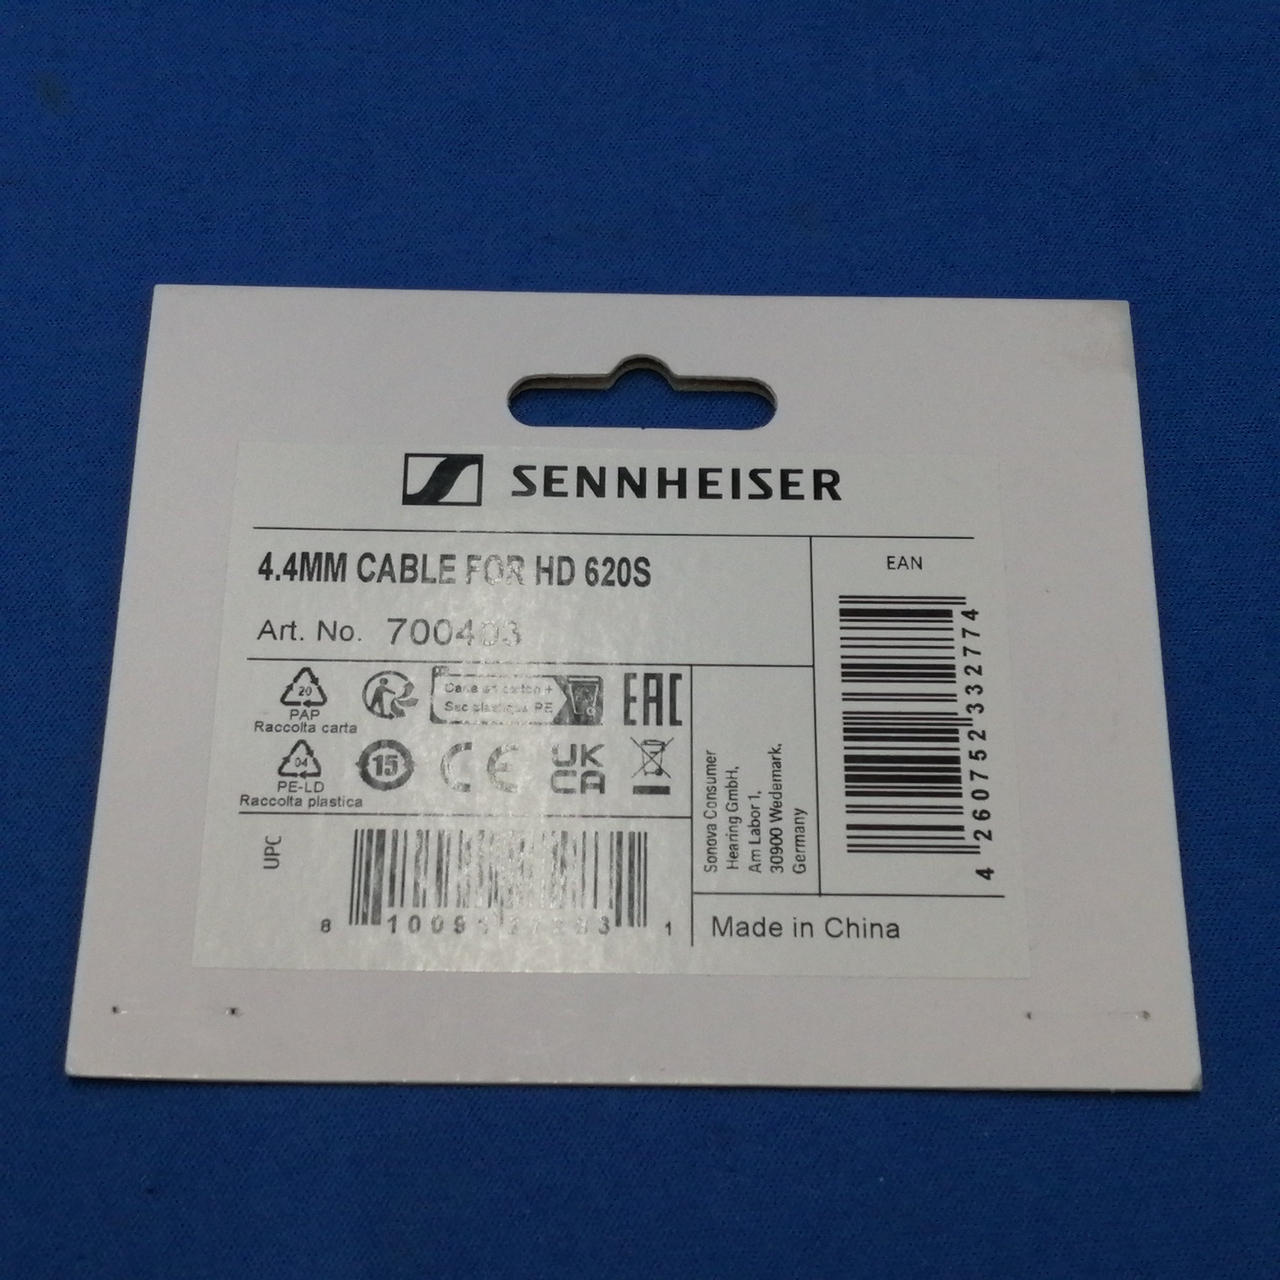 SENNHEISER
4.4MM CABLE FOR HD 620S
Art. No. 700403
EAN
4 260752 332774
20
PAP
Raccolta carta
EAC
04
PE-LD
Raccolta plastica
15
CE
UK
CA
Sonova Consumer
Hearing GmbH,
Am Labor 1,
30900 Wedemark,
Germany
UPC
Made in China